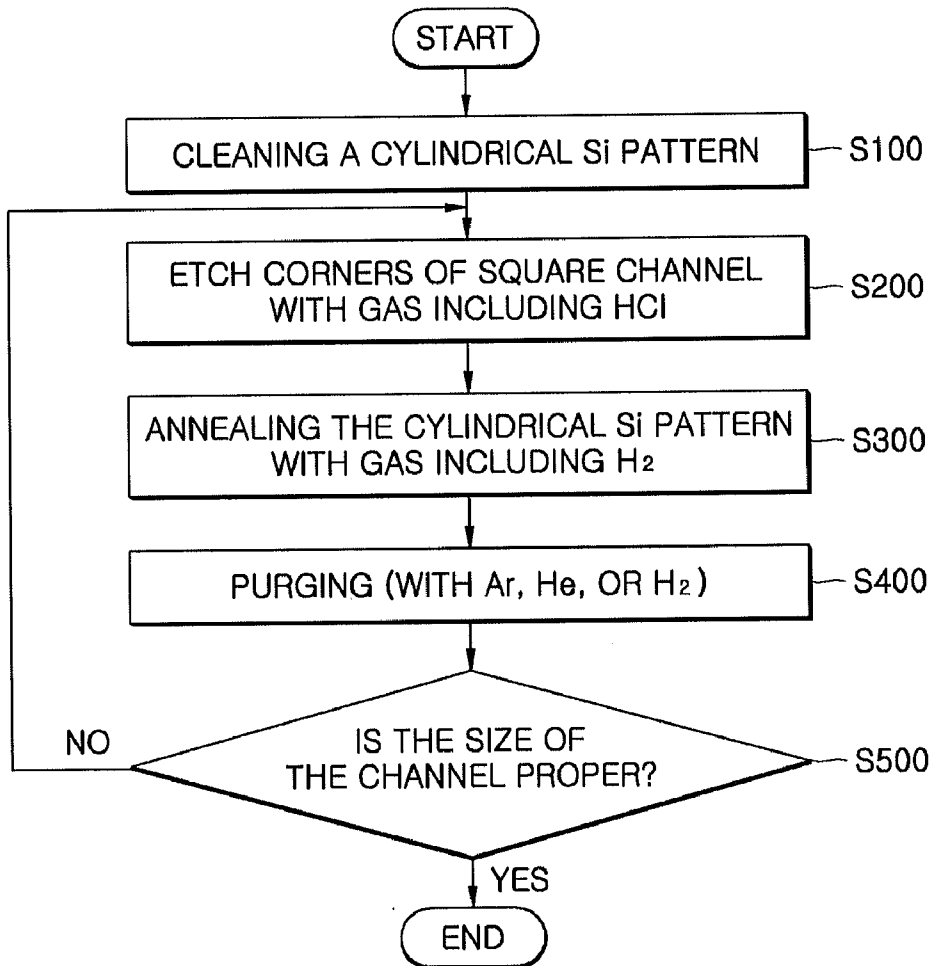 START
CLEANING A CYLINDRICAL Si PATTERN
S100
ETCH CORNERS OF SQUARE CHANNEL
WITH GAS INCLUDING HCl
S200
ANNEALING THE CYLINDRICAL Si PATTERN
WITH GAS INCLUDING H2
S300
PURGING (WITH Ar, He, OR H2)
S400
NO
IS THE SIZE OF
THE CHANNEL PROPER?
S500
YES
END